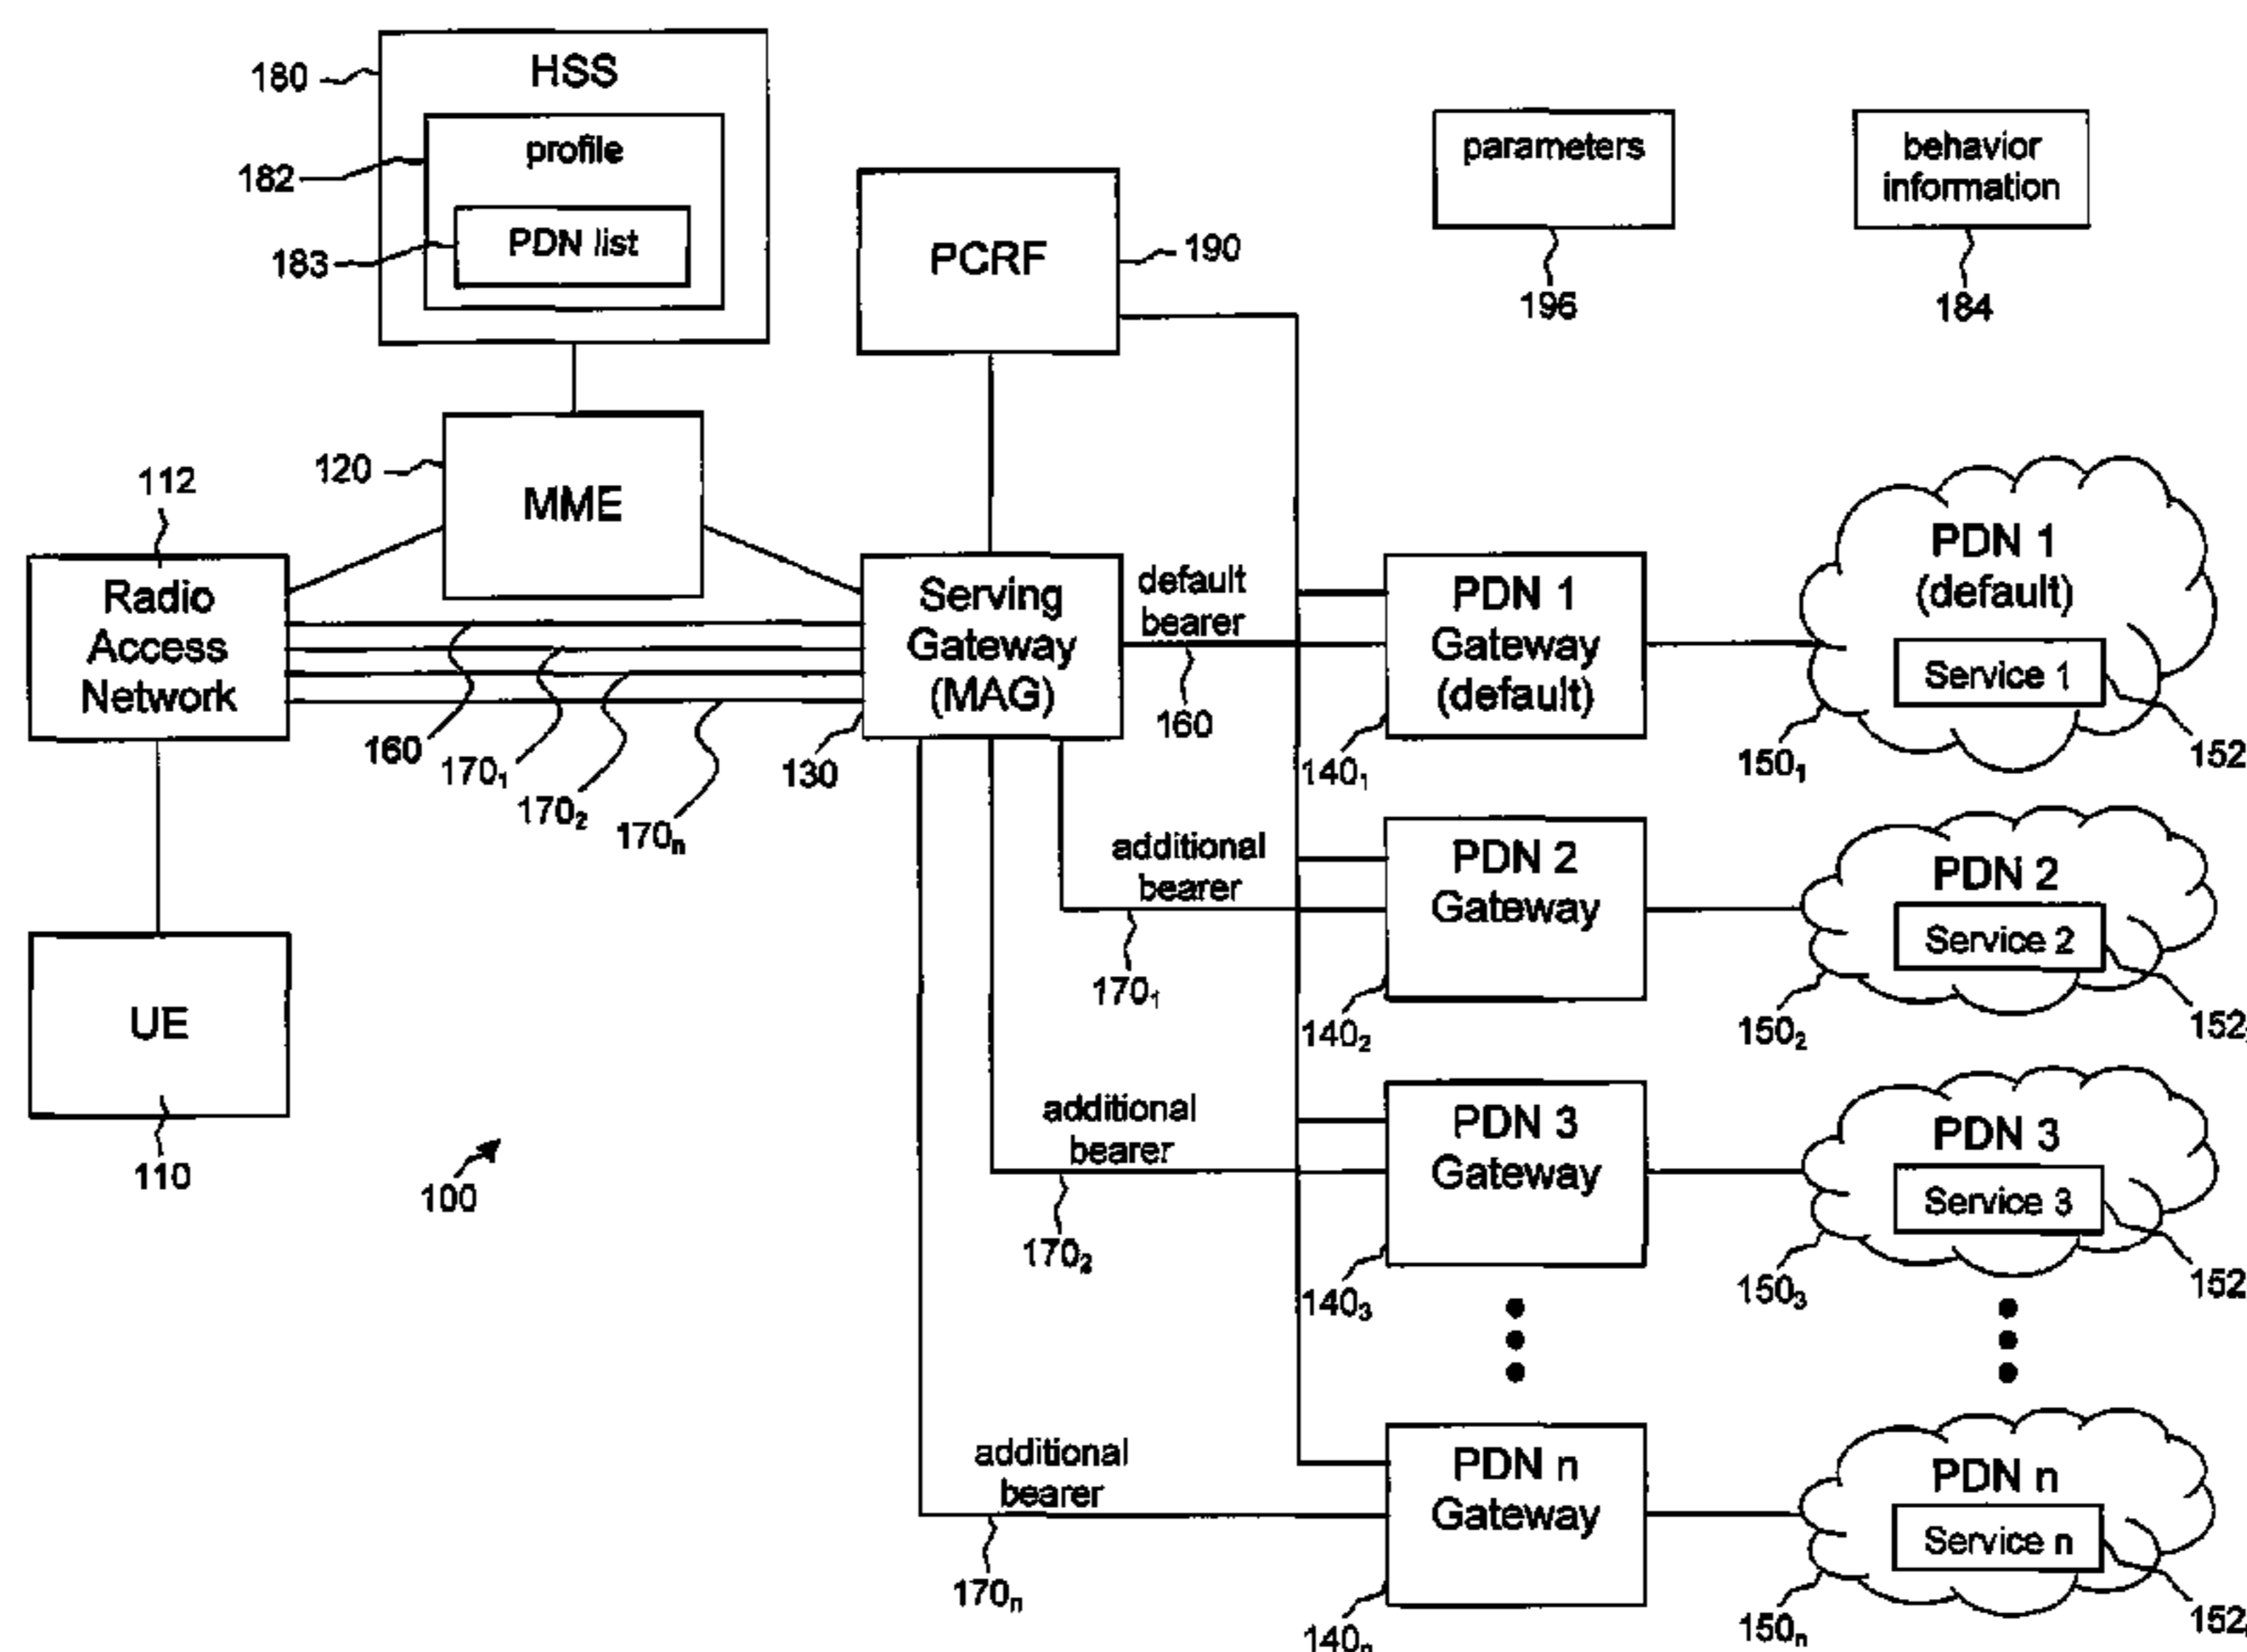 HSS
180
profile
182
PDN list
183
PCRF
190
parameters
196
behavior
information
184
120
MME
112
Radio
Access
Network
160
170₁
170₂
170ₙ
Serving
Gateway
(MAG)
130
default
bearer
160
PDN 1
Gateway
(default)
140₁
PDN 1
(default)
Service 1
150₁
152
UE
110
100
additional
bearer
170₁
PDN 2
Gateway
140₂
PDN 2
Service 2
150₂
152
additional
bearer
170₂
PDN 3
Gateway
140₃
PDN 3
Service 3
150₃
152
additional
bearer
170ₙ
PDN n
Gateway
140ₙ
PDN n
Service n
150ₙ
152